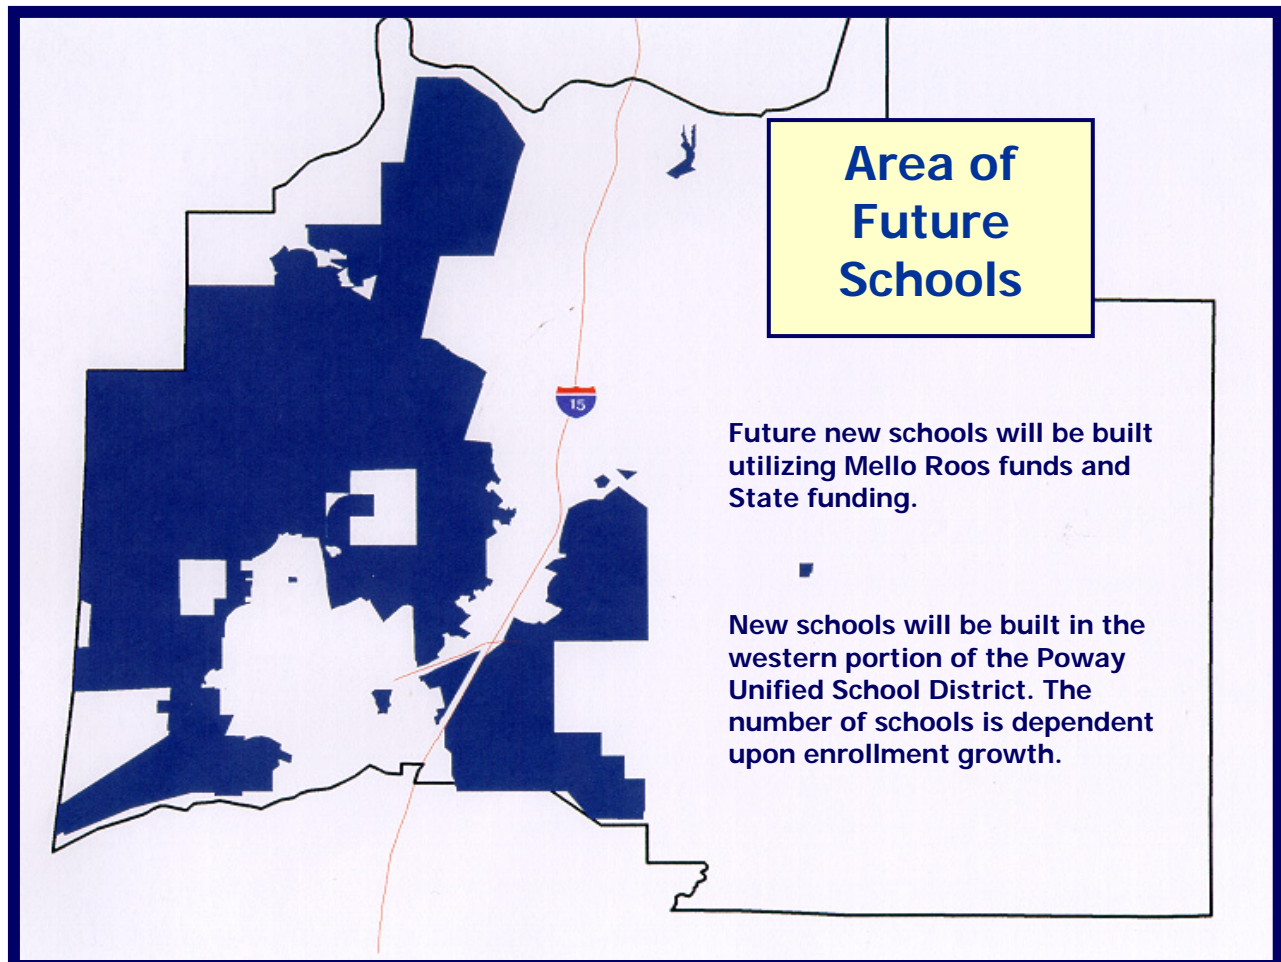 Area of
Future
Schools
15
Future new schools will be built
utilizing Mello Roos funds and
State funding.
New schools will be built in the
western portion of the Poway
Unified School District. The
number of schools is dependent
upon enrollment growth.